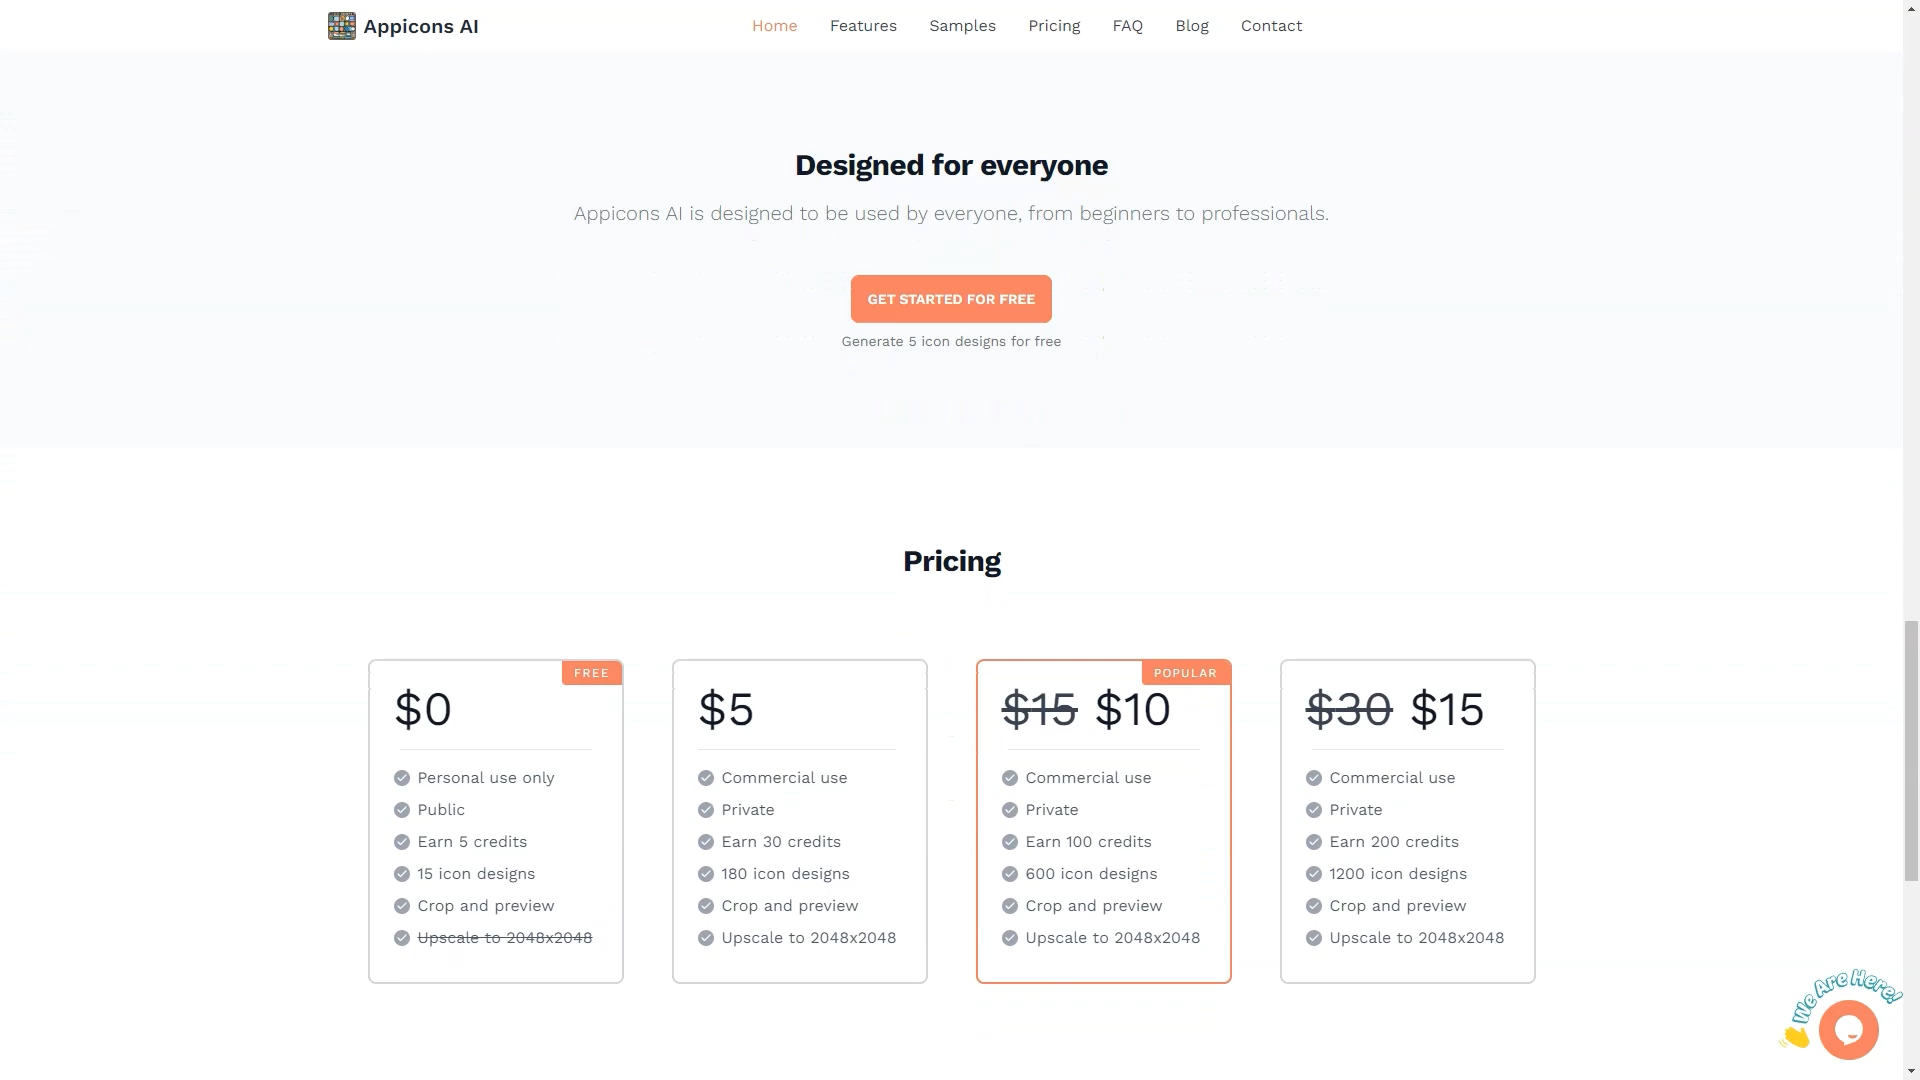 Appicons AI
Home Features Samples Pricing FAQ Blog Contact
Designed for everyone
Appicons AI is designed to be used by everyone, from beginners to professionals.
GET STARTED FOR FREE
Generate 5 icon designs for free
Pricing
FREE
$0
Personal use only
Public
Earn 5 credits
15 icon designs
Crop and preview
Upscale to 2048x2048
$5
Commercial use
Private
Earn 30 credits
180 icon designs
Crop and preview
Upscale to 2048x2048
POPULAR
$15 $10
Commercial use
Private
Earn 100 credits
600 icon designs
Crop and preview
Upscale to 2048x2048
$30 $15
Commercial use
Private
Earn 200 credits
1200 icon designs
Crop and preview
Upscale to 2048x2048
We Are Here!